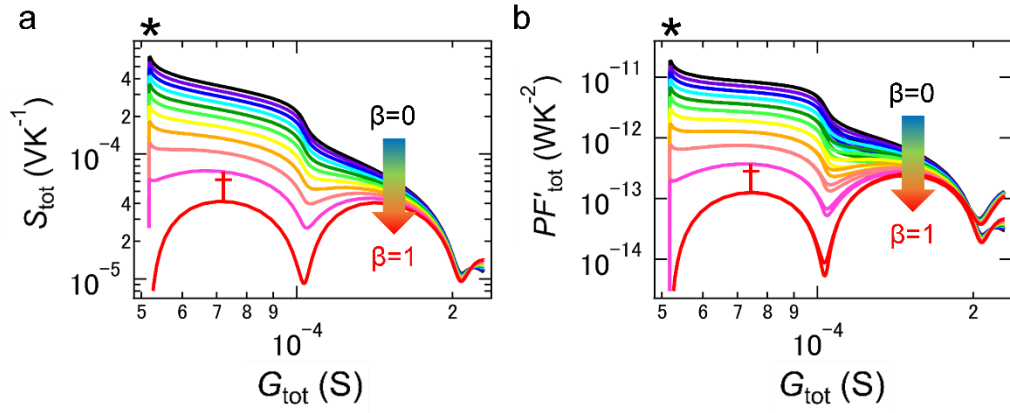 a
*
S_tot (VK⁻¹)
4
2
10⁻⁴
4
2
10⁻⁵
β=0
β=1
†
5 6 7 8 9 10⁻⁴ 2
G_tot (S)
b
*
PF'_tot (WK⁻²)
10⁻¹¹
10⁻¹²
10⁻¹³
10⁻¹⁴
β=0
β=1
†
5 6 7 8 9 10⁻⁴ 2
G_tot (S)